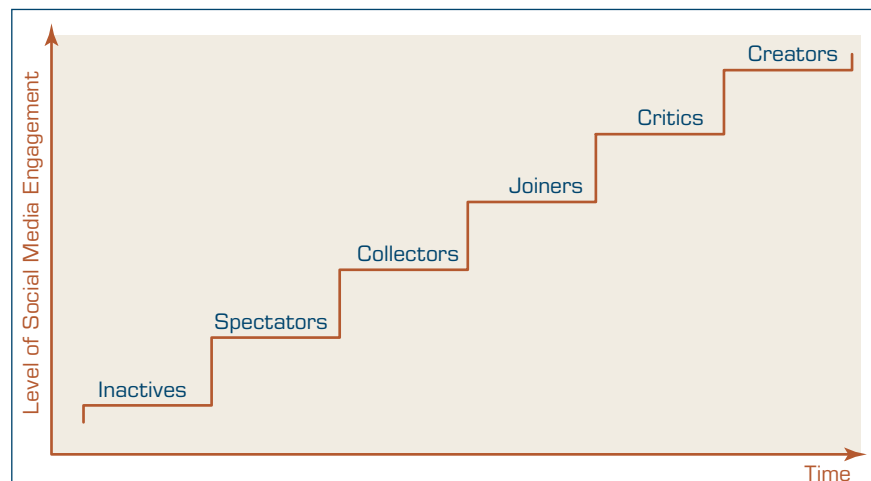 Creators
Critics
Joiners
Collectors
Spectators
Inactives
Level of Social Media Engagement
Time